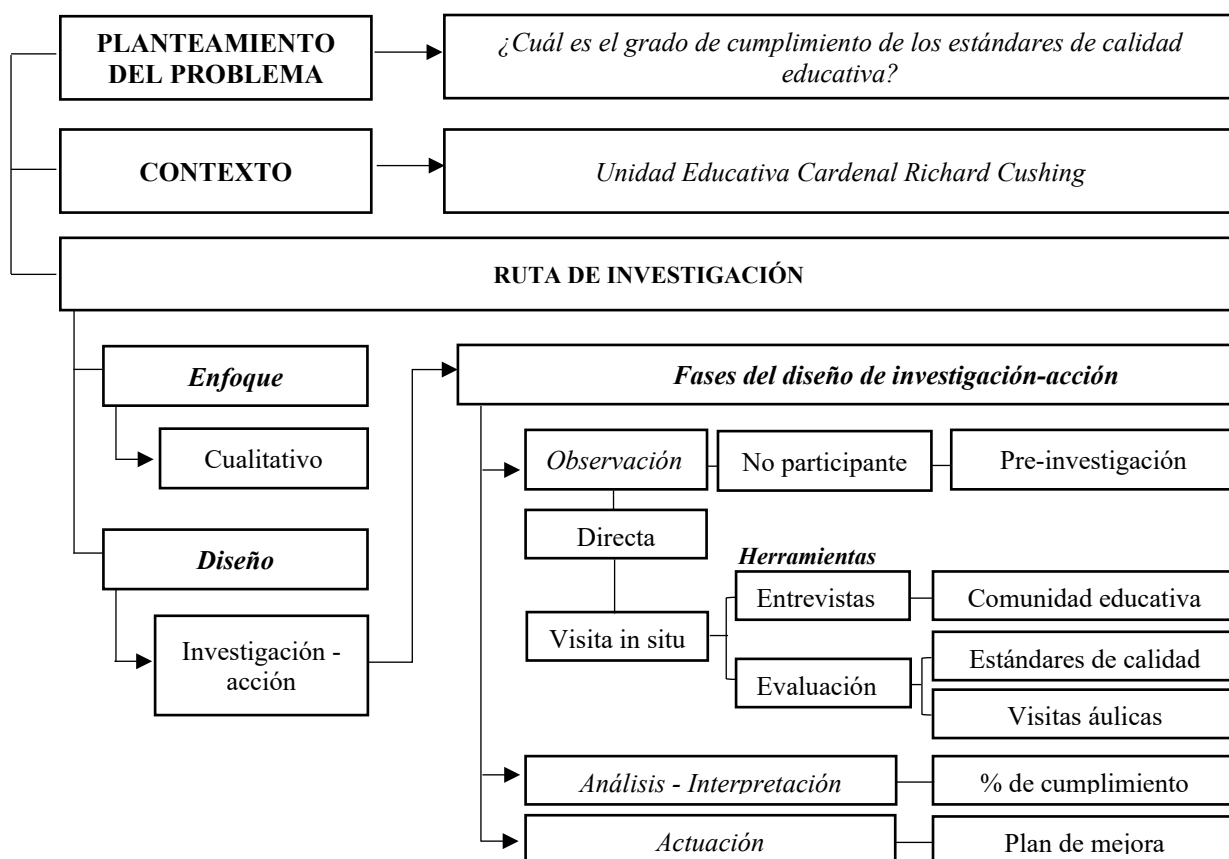 PLANTEAMIENTO
DEL PROBLEMA
¿Cuál es el grado de cumplimiento de los estándares de calidad
educativa?
CONTEXTO
Unidad Educativa Cardenal Richard Cushing
RUTA DE INVESTIGACIÓN
Enfoque
Cualitativo
Diseño
Investigación -
acción
Fases del diseño de investigación-acción
Observación
No participante
Pre-investigación
Directa
Visita in situ
Herramientas
Entrevistas
Comunidad educativa
Evaluación
Estándares de calidad
Visitas áulicas
Análisis - Interpretación
% de cumplimiento
Actuación
Plan de mejora